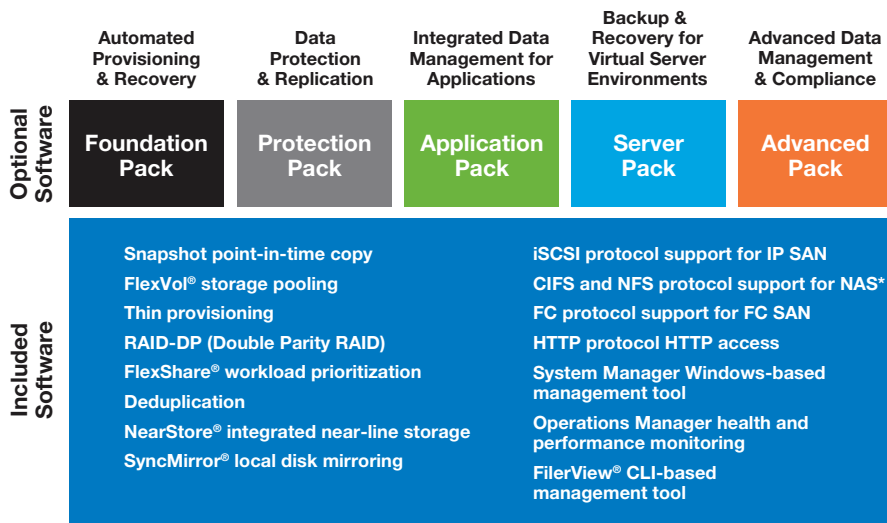 Automated
Provisioning
& Recovery
Data
Protection
& Replication
Integrated Data
Management for
Applications
Backup &
Recovery for
Virtual Server
Environments
Advanced Data
Management
& Compliance
Optional
Software
Foundation
Pack
Protection
Pack
Application
Pack
Server
Pack
Advanced
Pack
Included
Software
Snapshot point-in-time copy
FlexVol® storage pooling
Thin provisioning
RAID-DP (Double Parity RAID)
FlexShare® workload prioritization
Deduplication
NearStore® integrated near-line storage
SyncMirror® local disk mirroring
iSCSI protocol support for IP SAN
CIFS and NFS protocol support for NAS*
FC protocol support for FC SAN
HTTP protocol HTTP access
System Manager Windows-based
management tool
Operations Manager health and
performance monitoring
FilerView® CLI-based
management tool